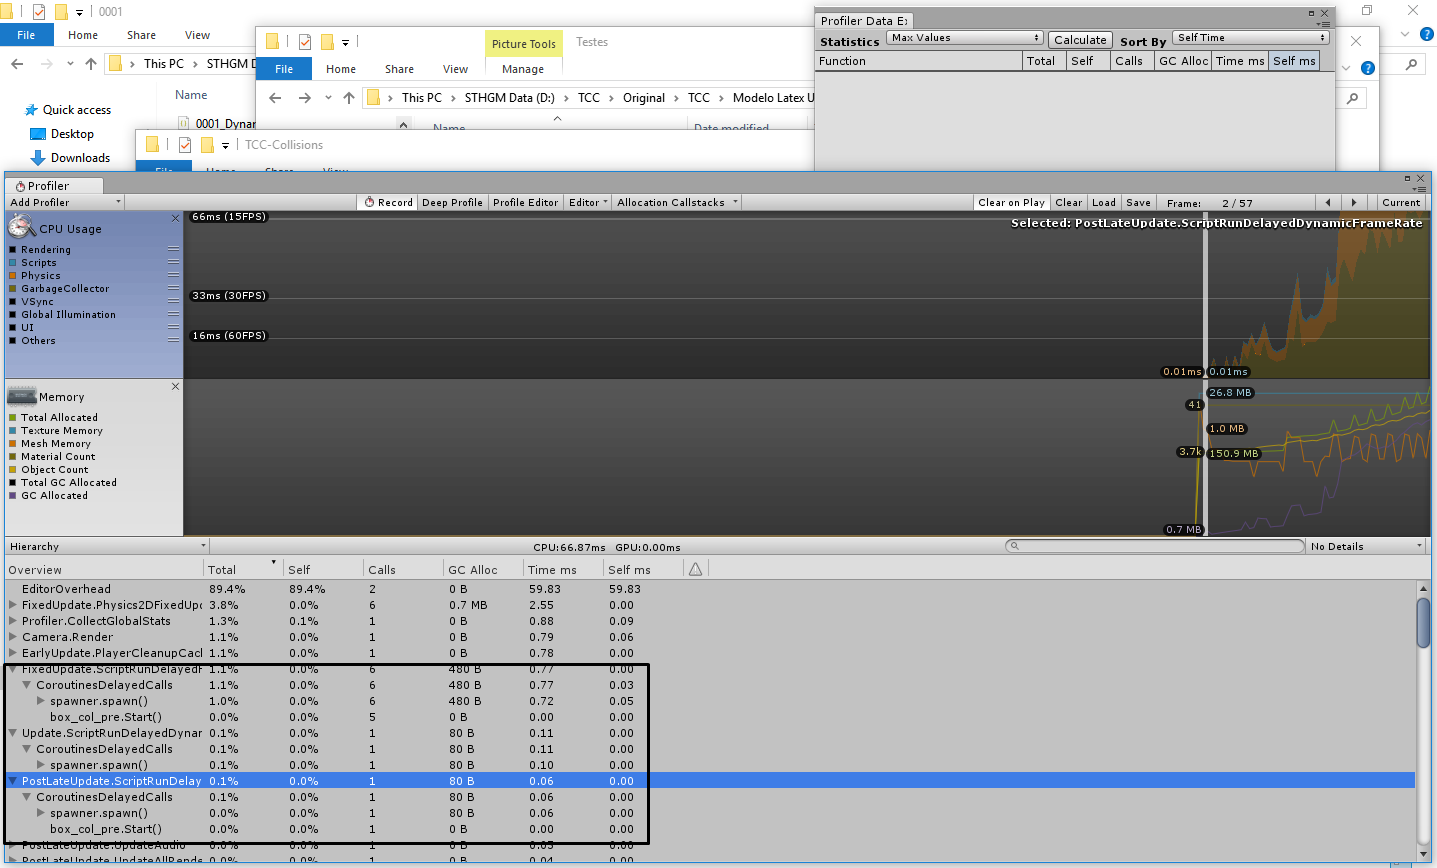 0001
File Home Share View
This PC STHGM D
Quick access
Desktop
Downloads
Name
0001_Dynar
Picture Tools Testes
File Home Share View Manage
This PC STHGM Data (D:) TCC Original TCC Modelo Latex U
Name Date modified
TCC-Collisions
File Home Share View
Profiler Data Ex
Statistics Max Values Calculate Sort By Self Time
Function Total Self Calls GC Alloc Time ms Self ms
Profiler
Add Profiler Record Deep Profile Profile Editor Editor Allocation Callstacks Clear on Play Clear Load Save Frame: 2 / 57 Current
CPU Usage
Rendering
Scripts
Physics
GarbageCollector
VSync
Global Illumination
UI
Others
66ms (15FPS)
Selected: PostLateUpdate.ScriptRunDelayedDynamicFrameRate
33ms (30FPS)
16ms (60FPS)
0.01ms 0.01ms
Memory
Total Allocated
Texture Memory
Mesh Memory
Material Count
Object Count
Total GC Allocated
GC Allocated
26.8 MB
41
1.0 MB
3.7k 150.9 MB
0.7 MB
Hierarchy CPU:66.87ms GPU:0.00ms No Details
Overview Total Self Calls GC Alloc Time ms Self ms
EditorOverhead 89.4% 89.4% 2 0 B 59.83 59.83
FixedUpdate.Physics2DFixedUpd 3.8% 0.0% 6 0.7 MB 2.55 0.00
Profiler.CollectGlobalStats 1.3% 0.1% 1 0 B 0.88 0.09
Camera.Render 1.1% 0.0% 1 0 B 0.79 0.06
EarlyUpdate.PlayerCleanupCacl 1.1% 0.0% 1 0 B 0.78 0.00
FixedUpdate.ScriptRunDelayedF 1.1% 0.0% 6 480 B 0.77 0.00
CoroutinesDelayedCalls 1.1% 0.0% 6 480 B 0.77 0.03
spawner.spawn() 1.0% 0.0% 6 480 B 0.72 0.05
box_col_pre.Start() 0.0% 0.0% 5 0 B 0.00 0.00
Update.ScriptRunDelayedDynar 0.1% 0.0% 1 80 B 0.11 0.00
CoroutinesDelayedCalls 0.1% 0.0% 1 80 B 0.11 0.00
spawner.spawn() 0.1% 0.0% 1 80 B 0.10 0.00
PostLateUpdate.ScriptRunDelay 0.1% 0.0% 1 80 B 0.06 0.00
CoroutinesDelayedCalls 0.1% 0.0% 1 80 B 0.06 0.00
spawner.spawn() 0.0% 0.0% 1 80 B 0.06 0.00
box_col_pre.Start() 0.0% 0.0% 1 0 B 0.00 0.00
PostLateUpdate.UpdateAudio 0.0% 0.0% 1 0 B 0.05 0.00
PostLateUpdate.UpdateAllRende 0.0% 0.0% 1 0 B 0.04 0.00